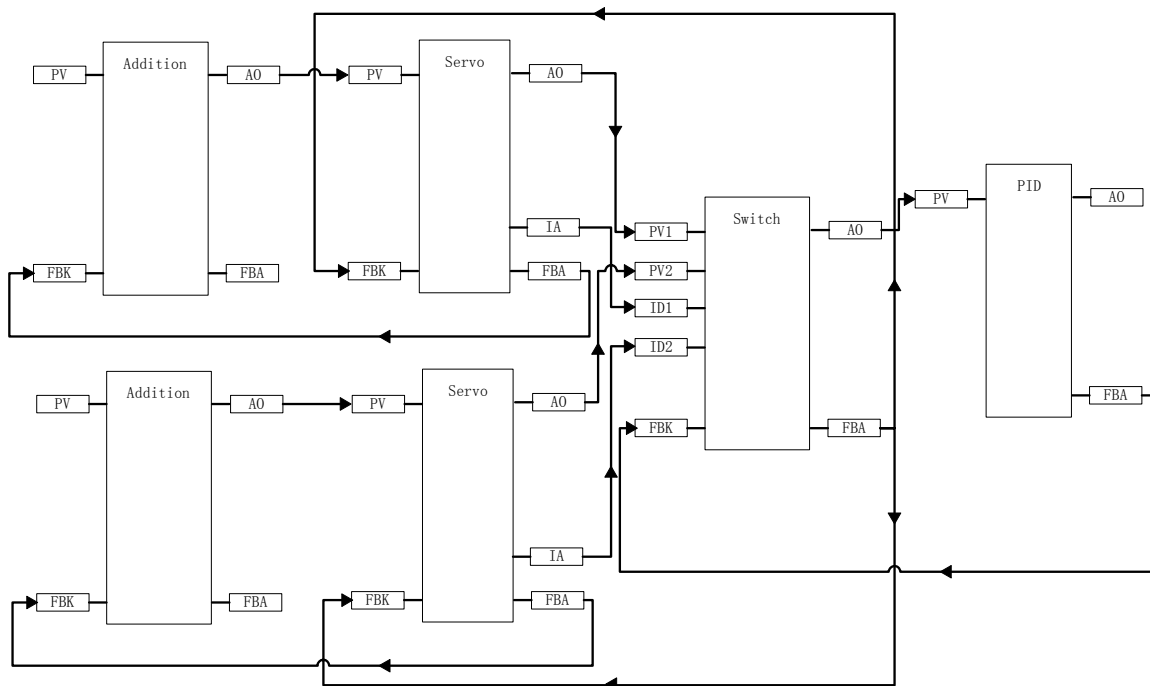 Addition
PV
AO
FBK
FBA
Servo
PV
AO
IA
FBK
FBA
Addition
PV
AO
FBK
FBA
Servo
PV
AO
IA
FBK
FBA
Switch
PV1
AO
PV2
ID1
ID2
FBK
FBA
PID
PV
AO
FBA